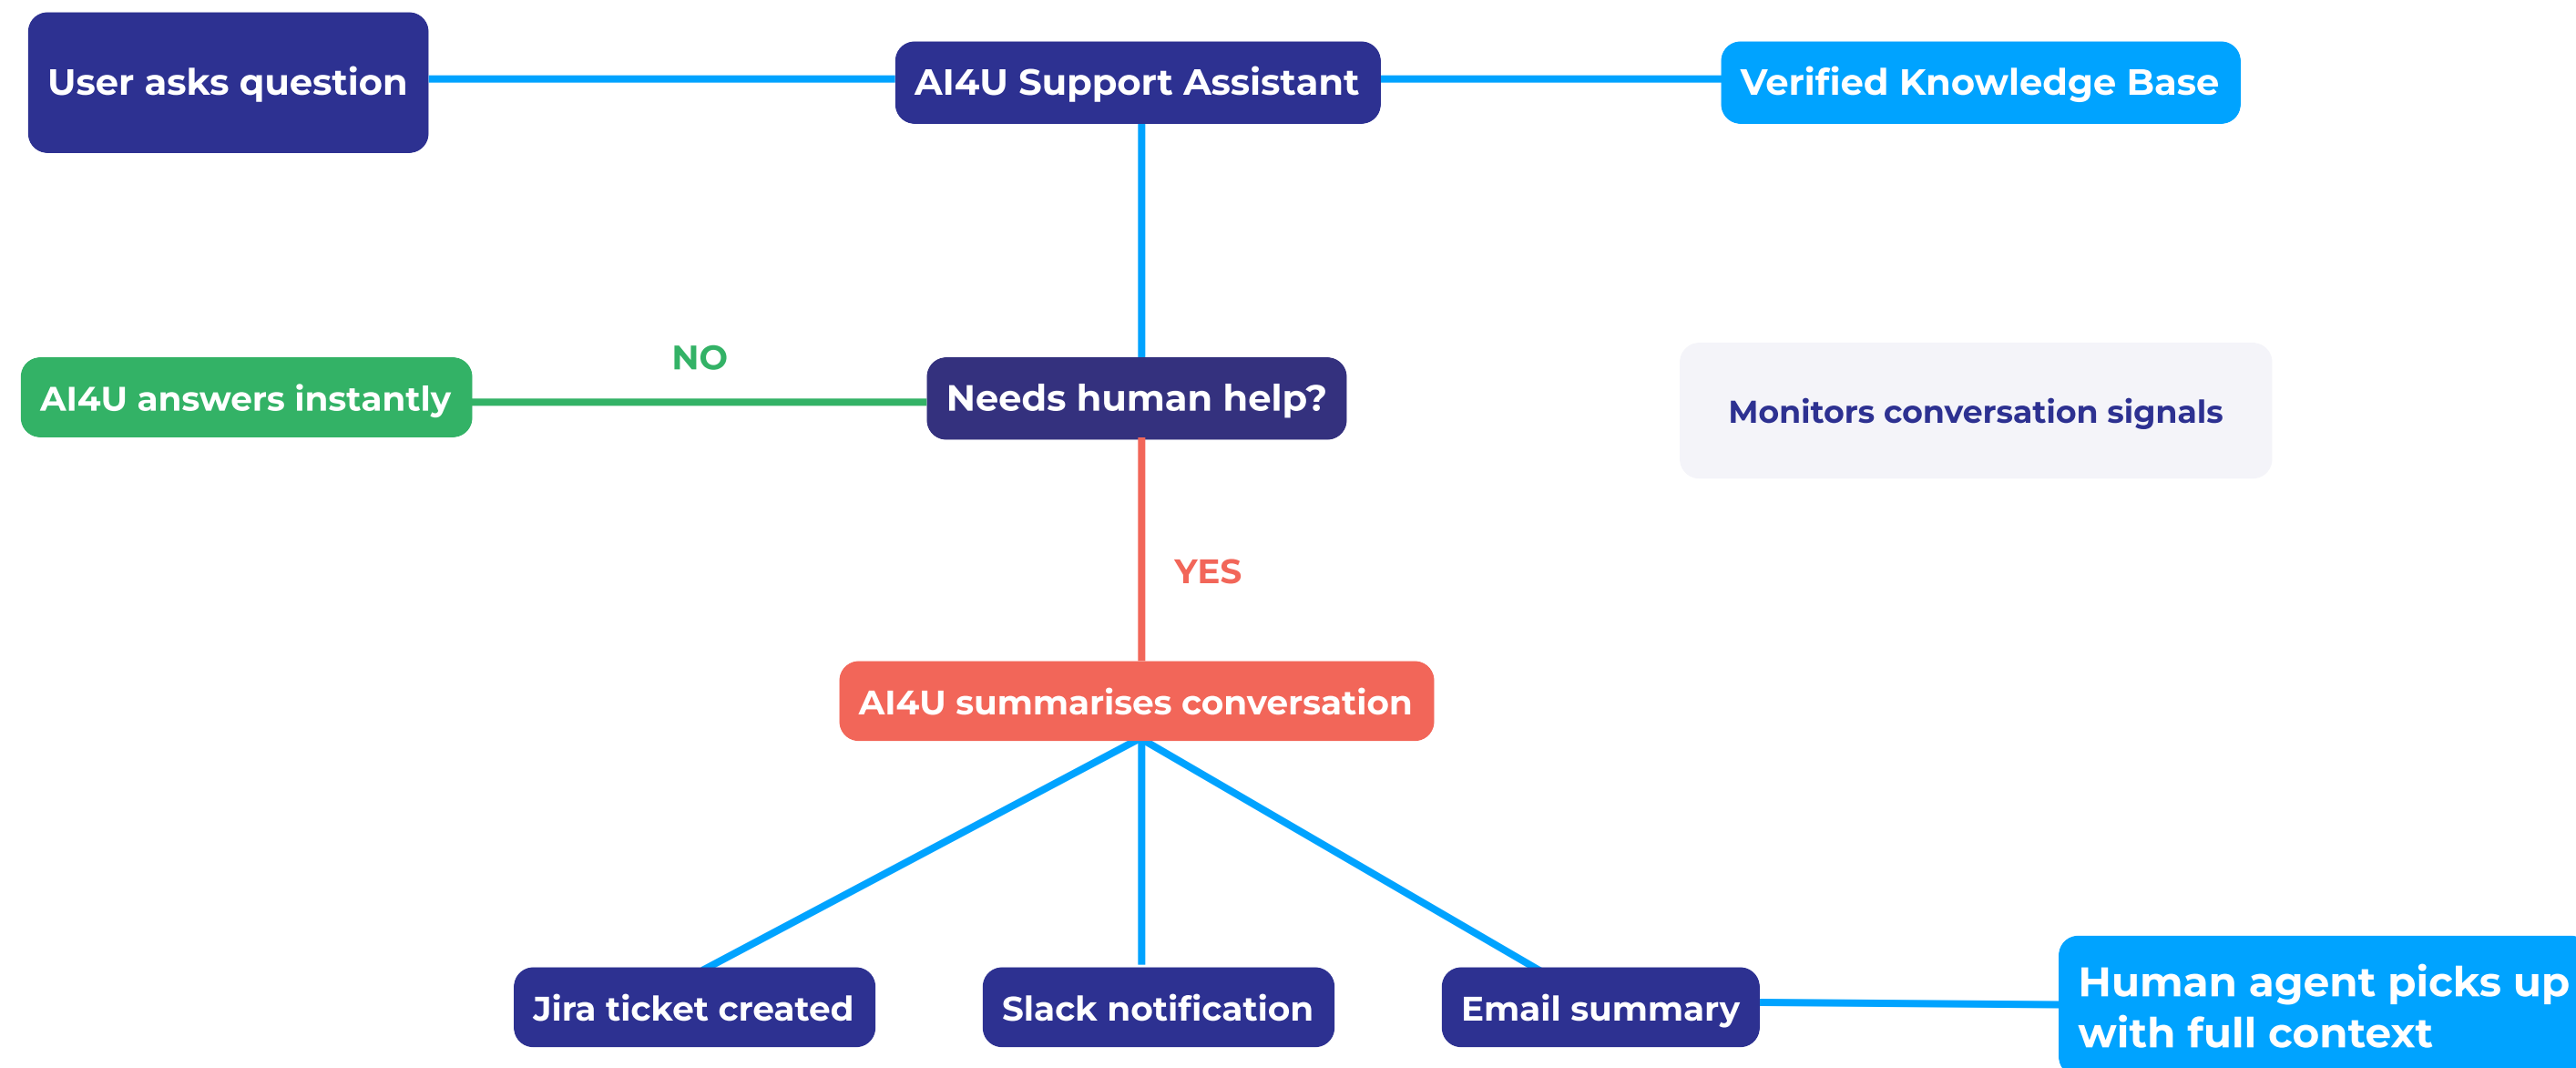 User asks question
AI4U Support Assistant
Verified Knowledge Base
AI4U answers instantly
NO
Needs human help?
Monitors conversation signals
YES
AI4U summarises conversation
Jira ticket created
Slack notification
Email summary
Human agent picks up
with full context